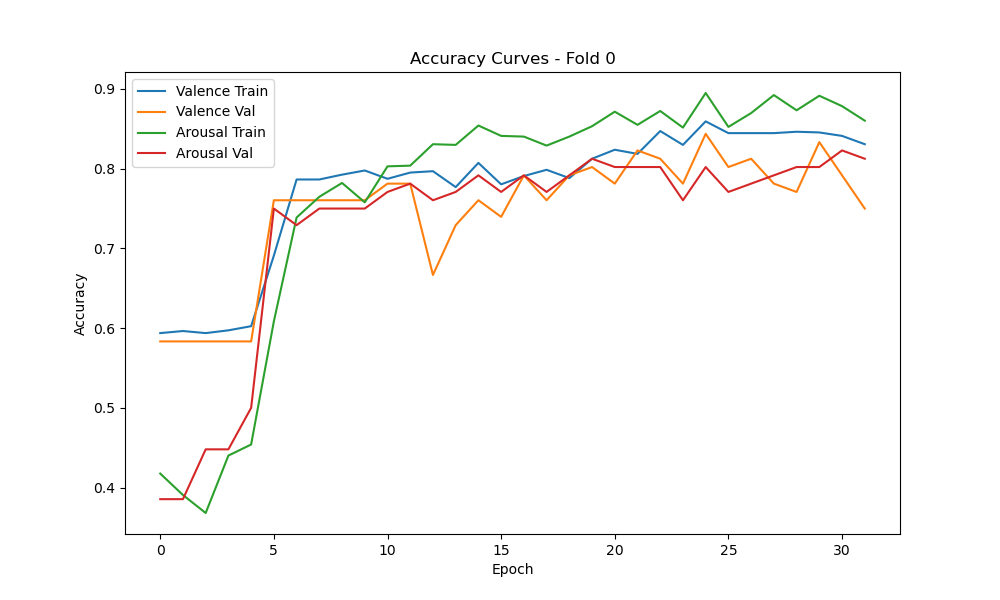 Accuracy Curves - Fold 0
Valence Train
Valence Val
Arousal Train
Arousal Val
0.9
0.8
0.7
0.6
0.5
0.4
Accuracy
0 5 10 15 20 25 30
Epoch